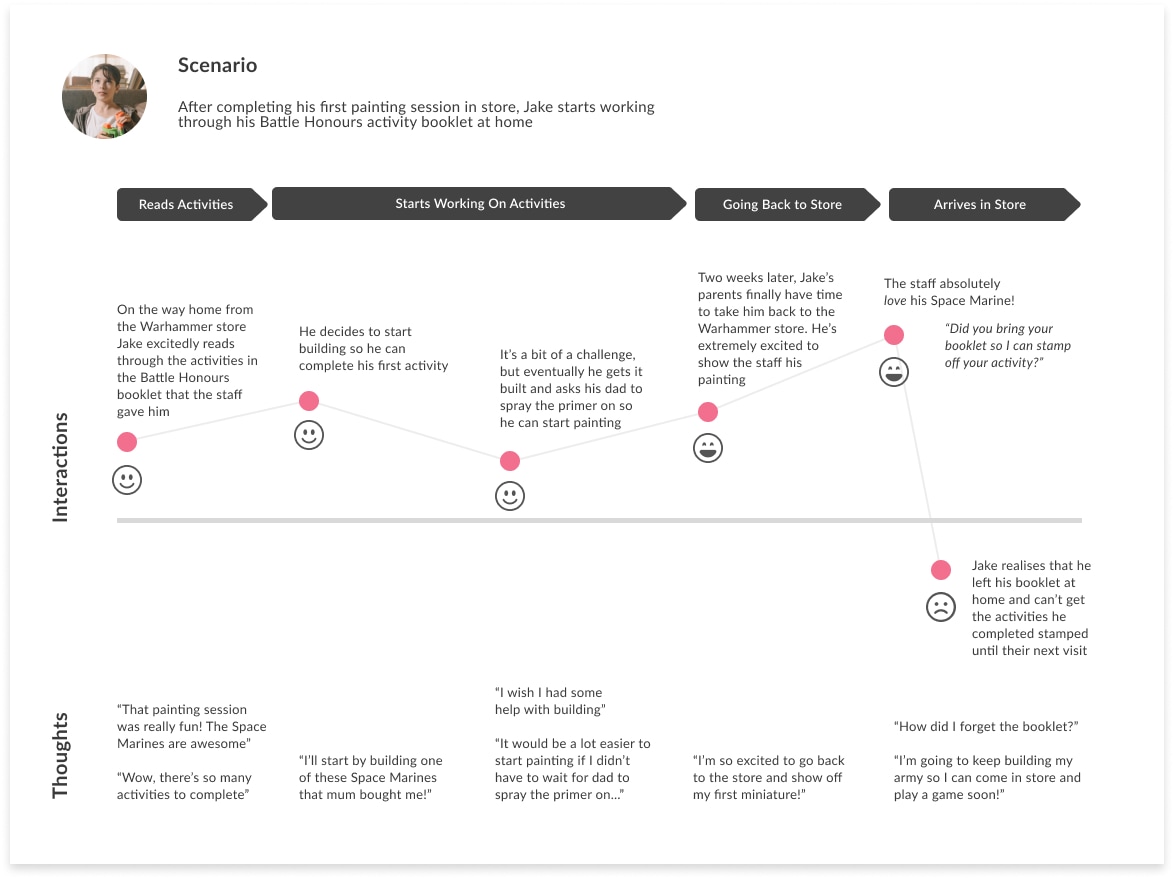 Scenario
After completing his first painting session in store, Jake starts working
through his Battle Honours activity booklet at home
Reads Activities
Starts Working On Activities
Going Back to Store
Arrives in Store
Interactions
On the way home from
the Warhammer store
Jake excitedly reads
through the activities in
the Battle Honours
booklet that the staff
gave him
He decides to start
building so he can
complete his first activity
It’s a bit of a challenge,
but eventually he gets it
built and asks his dad to
spray the primer on so
he can start painting
Two weeks later, Jake’s
parents finally have time
to take him back to the
Warhammer store. He’s
extremely excited to
show the staff his
painting
The staff absolutely
love his Space Marine!
“Did you bring your
booklet so I can stamp
off your activity?”
Jake realises that he
left his booklet at
home and can’t get
the activities he
completed stamped
until their next visit
Thoughts
“That painting session
was really fun! The Space
Marines are awesome”
“Wow, there’s so many
activities to complete”
“I’ll start by building one
of these Space Marines
that mum bought me!”
“I wish I had some
help with building”
“It would be a lot easier to
start painting if I didn’t
have to wait for dad to
spray the primer on...”
“I’m so excited to go back
to the store and show off
my first miniature!”
“How did I forget the booklet?”
“I’m going to keep building my
army so I can come in store and
play a game soon!”